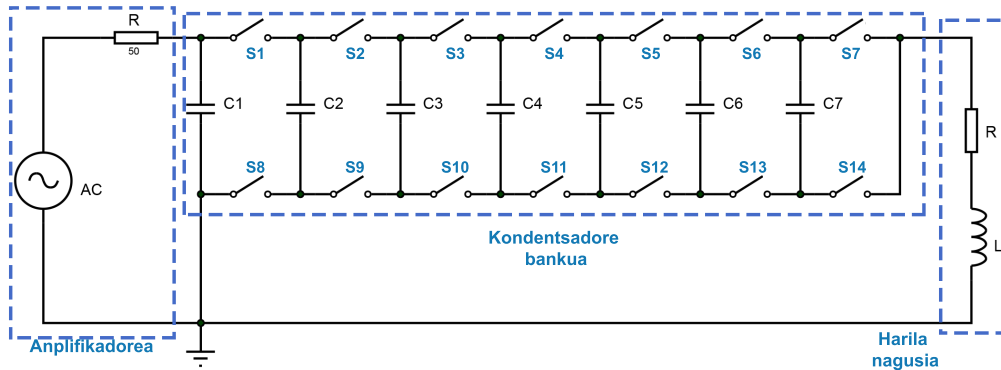 R
50
S1
S2
S3
S4
S5
S6
S7
C1
C2
C3
C4
C5
C6
C7
R
S8
S9
S10
S11
S12
S13
S14
AC
Kondentsadore
bankua
L
Anplifikadorea
Harila
nagusia